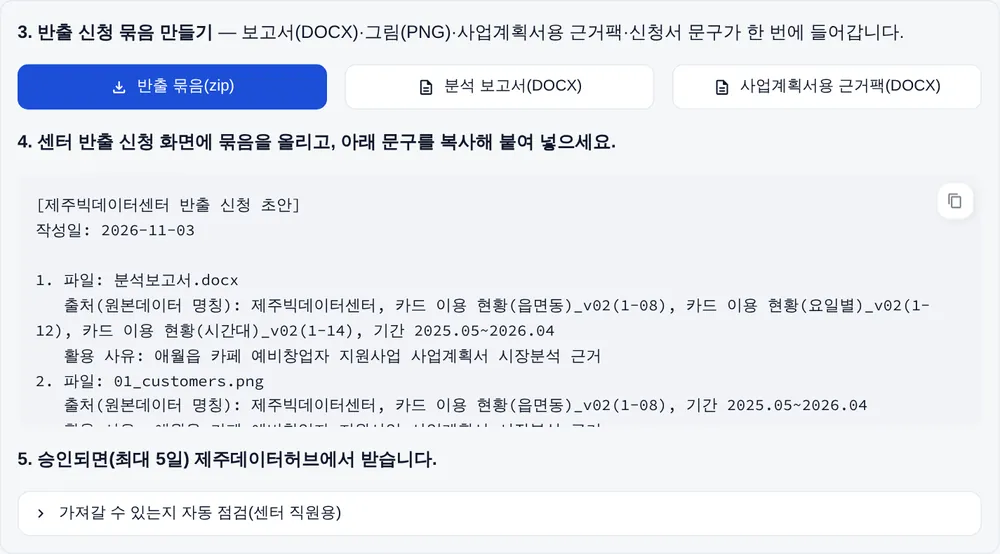 3. 반출 신청 묶음 만들기 — 보고서(DOCX)·그림(PNG)·사업계획서용 근거팩·신청서 문구가 한 번에 들어갑니다.
반출 묶음(zip)
분석 보고서(DOCX)
사업계획서용 근거팩(DOCX)
4. 센터 반출 신청 화면에 묶음을 올리고, 아래 문구를 복사해 붙여 넣으세요.
[제주빅데이터센터 반출 신청 초안]
작성일: 2026-11-03
1. 파일: 분석보고서.docx
출처(원본데이터 명칭): 제주빅데이터센터, 카드 이용 현황(읍면동)_v02(1-08), 카드 이용 현황(요일별)_v02(1-
12), 카드 이용 현황(시간대)_v02(1-14), 기간 2025.05~2026.04
활용 사유: 애월읍 카페 예비창업자 지원사업 사업계획서 시장분석 근거
2. 파일: 01_customers.png
출처(원본데이터 명칭): 제주빅데이터센터, 카드 이용 현황(읍면동)_v02(1-08), 기간 2025.05~2026.04
5. 승인되면(최대 5일) 제주데이터허브에서 받습니다.
가져갈 수 있는지 자동 점검(센터 직원용)